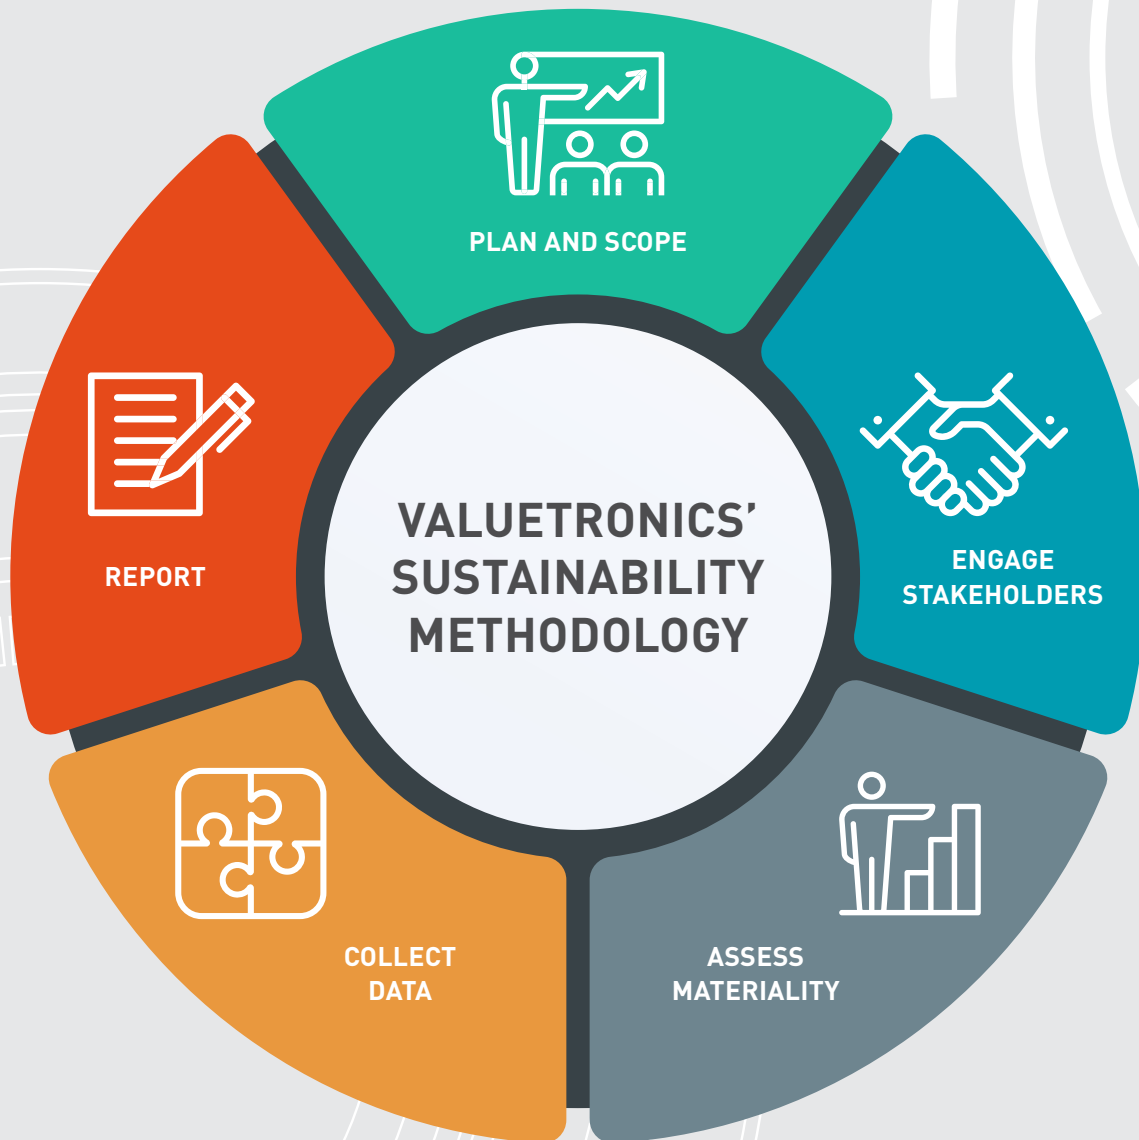 PLAN AND SCOPE
ENGAGE
STAKEHOLDERS
ASSESS
MATERIALITY
COLLECT
DATA
REPORT
VALUETRONICS’
SUSTAINABILITY
METHODOLOGY